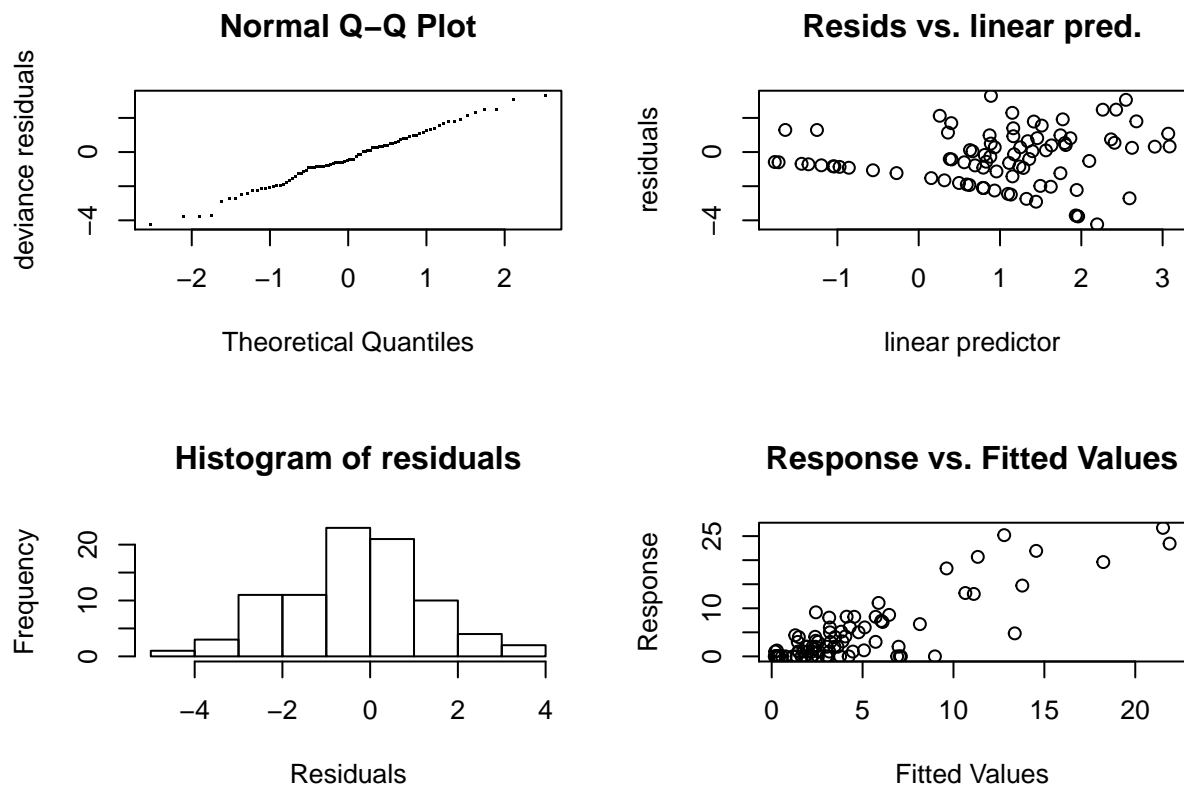 Normal Q−Q Plot
deviance residuals
−4
0
−2
−1
0
1
2
Theoretical Quantiles
Resids vs. linear pred.
residuals
−4
0
−1
0
1
2
3
linear predictor
Histogram of residuals
Frequency
0
10
20
−4
−2
0
2
4
Residuals
Response vs. Fitted Values
Response
0
10
25
0
5
10
15
20
Fitted Values